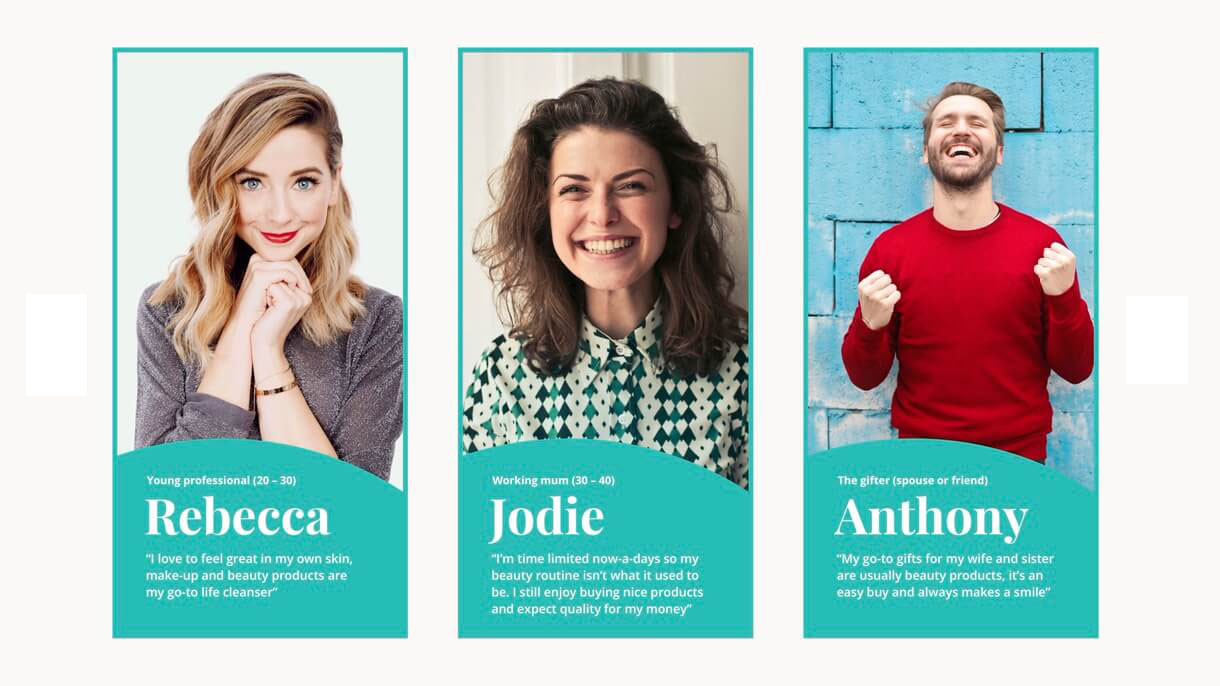 Young professional (20 – 30)
Rebecca
“I love to feel great in my own skin,
make-up and beauty products are
my go-to life cleanser”
Working mum (30 – 40)
Jodie
“I’m time limited now-a-days so my
beauty routine isn’t what it used to
be. I still enjoy buying nice products
and expect quality for my money”
The gifter (spouse or friend)
Anthony
“My go-to gifts for my wife and sister
are usually beauty products, it’s an
easy buy and always makes a smile”